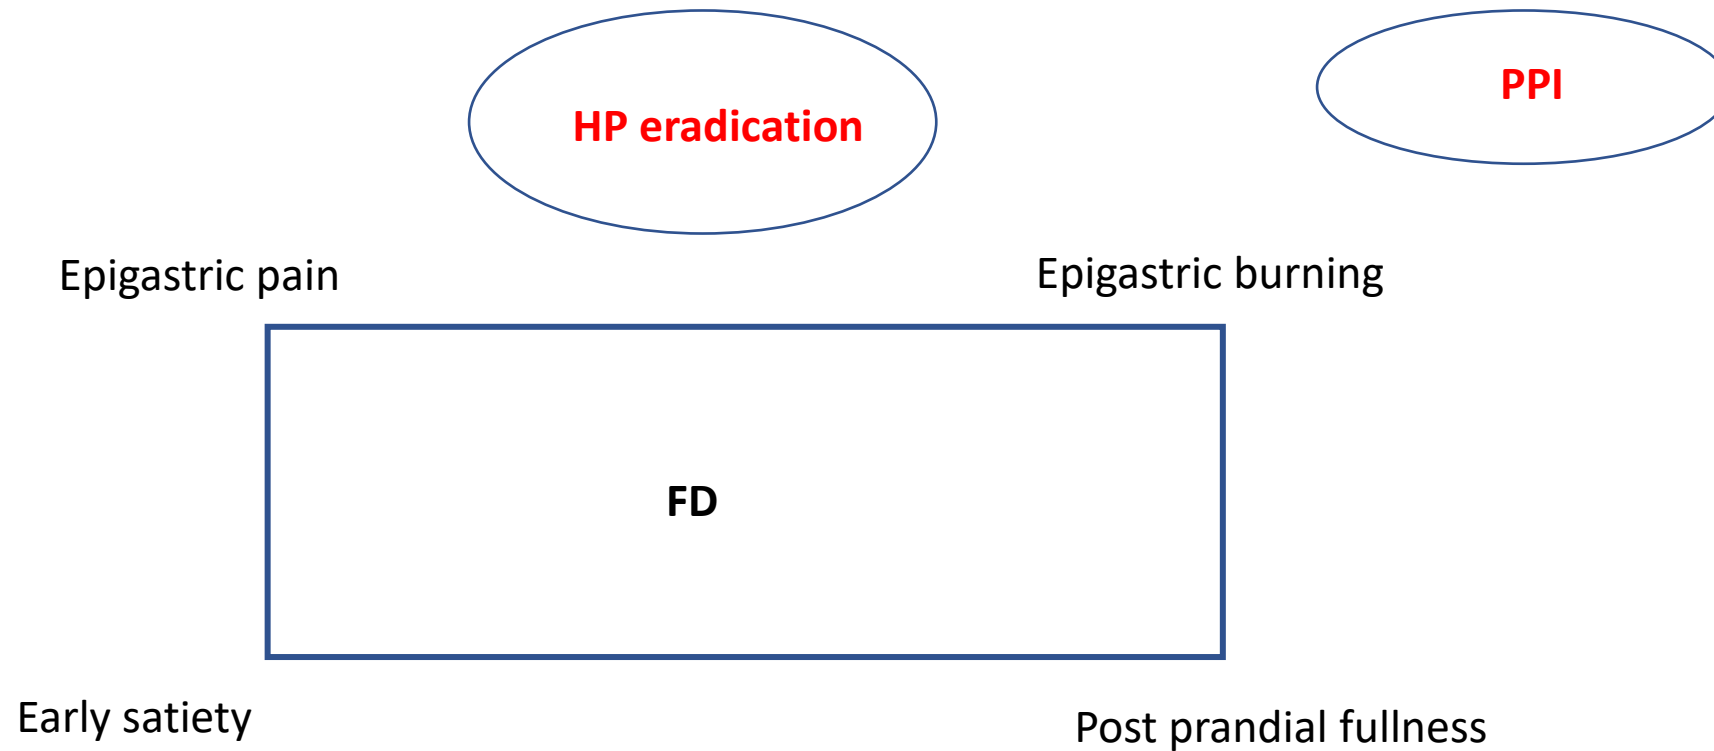 PPI
HP eradication
Epigastric pain
Epigastric burning
FD
Early satiety
Post prandial fullness